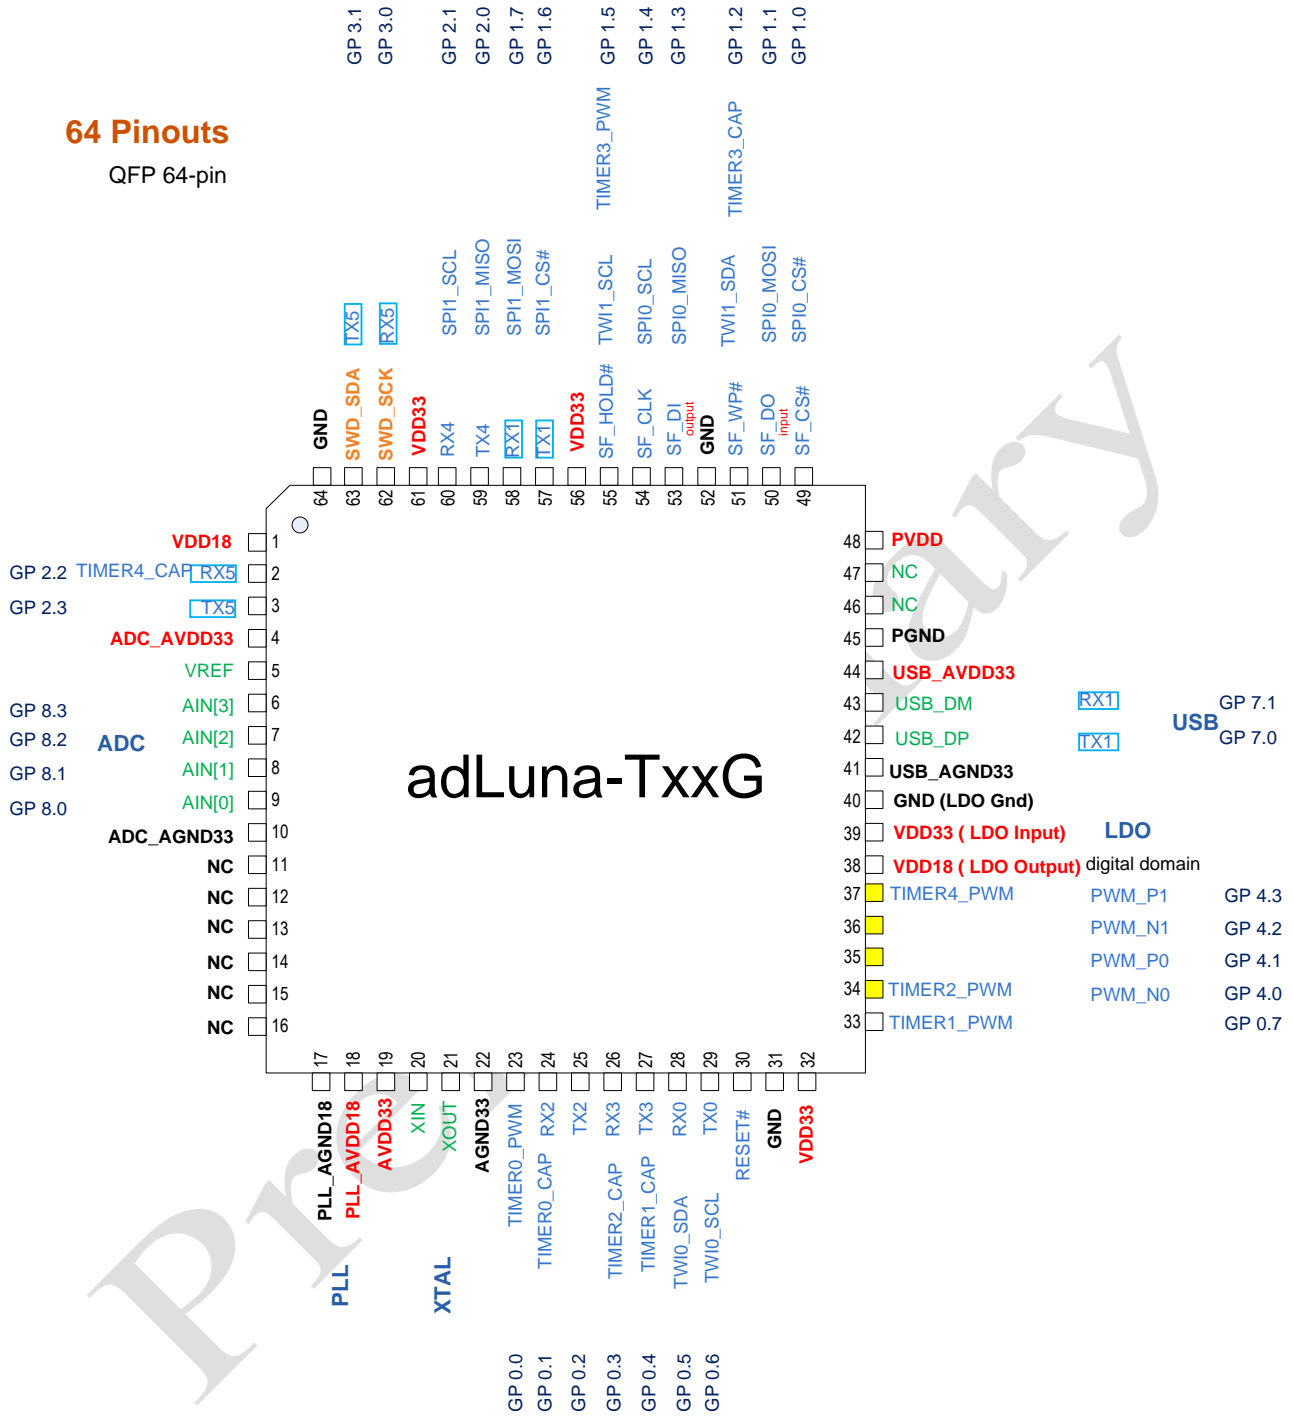 GP 3.1
GP 3.0
GP 2.1
GP 2.0
GP 1.7
GP 1.6
GP 1.5
GP 1.4
GP 1.3
GP 1.2
GP 1.1
GP 1.0
64 Pinouts
QFP 64-pin
TIMER3_PWM
TIMER3_CAP
SPI1_SCL
SPI1_MISO
SPI1_MOSI
SPI1_CS#
TWI1_SCL
SPI0_SCL
SPI0_MISO
TWI1_SDA
SPI0_MOSI
SPI0_CS#
TX5
RX5
GND
SWD_SDA
SWD_SCK
VDD33
RX4
TX4
RX1
TX1
VDD33
SF_HOLD#
SF_CLK
SF_DI
output
GND
SF_WP#
SF_DO
input
SF_CS#
64
63
62
61
60
59
58
57
56
55
54
53
52
51
50
49
VDD18 1
GP 2.2 TIMER4_CAP RX5 2
GP 2.3 TX5 3
ADC_AVDD33 4
VREF 5
GP 8.3 AIN[3] 6
GP 8.2 ADC AIN[2] 7
GP 8.1 AIN[1] 8
GP 8.0 AIN[0] 9
ADC_AGND33 10
NC 11
NC 12
NC 13
NC 14
NC 15
NC 16
adLuna-TxxG
48 PVDD
47 NC
46 NC
45 PGND
44 USB_AVDD33
43 USB_DM RX1 GP 7.1
USB
42 USB_DP TX1 GP 7.0
41 USB_AGND33
40 GND (LDO Gnd)
39 VDD33 ( LDO Input) LDO
38 VDD18 ( LDO Output) digital domain
37 TIMER4_PWM PWM_P1 GP 4.3
36 PWM_N1 GP 4.2
35 PWM_P0 GP 4.1
34 TIMER2_PWM PWM_N0 GP 4.0
33 TIMER1_PWM GP 0.7
17
18
19
20
21
22
23
24
25
26
27
28
29
30
31
32
PLL_AGND18
PLL_AVDD18
AVDD33
XIN
XOUT
AGND33
TIMER0_PWM
RX2
TX2
RX3
TX3
RX0
TX0
RESET#
GND
VDD33
TIMER0_CAP
TIMER2_CAP
TIMER1_CAP
TWI0_SDA
TWI0_SCL
PLL
XTAL
GP 0.0
GP 0.1
GP 0.2
GP 0.3
GP 0.4
GP 0.5
GP 0.6